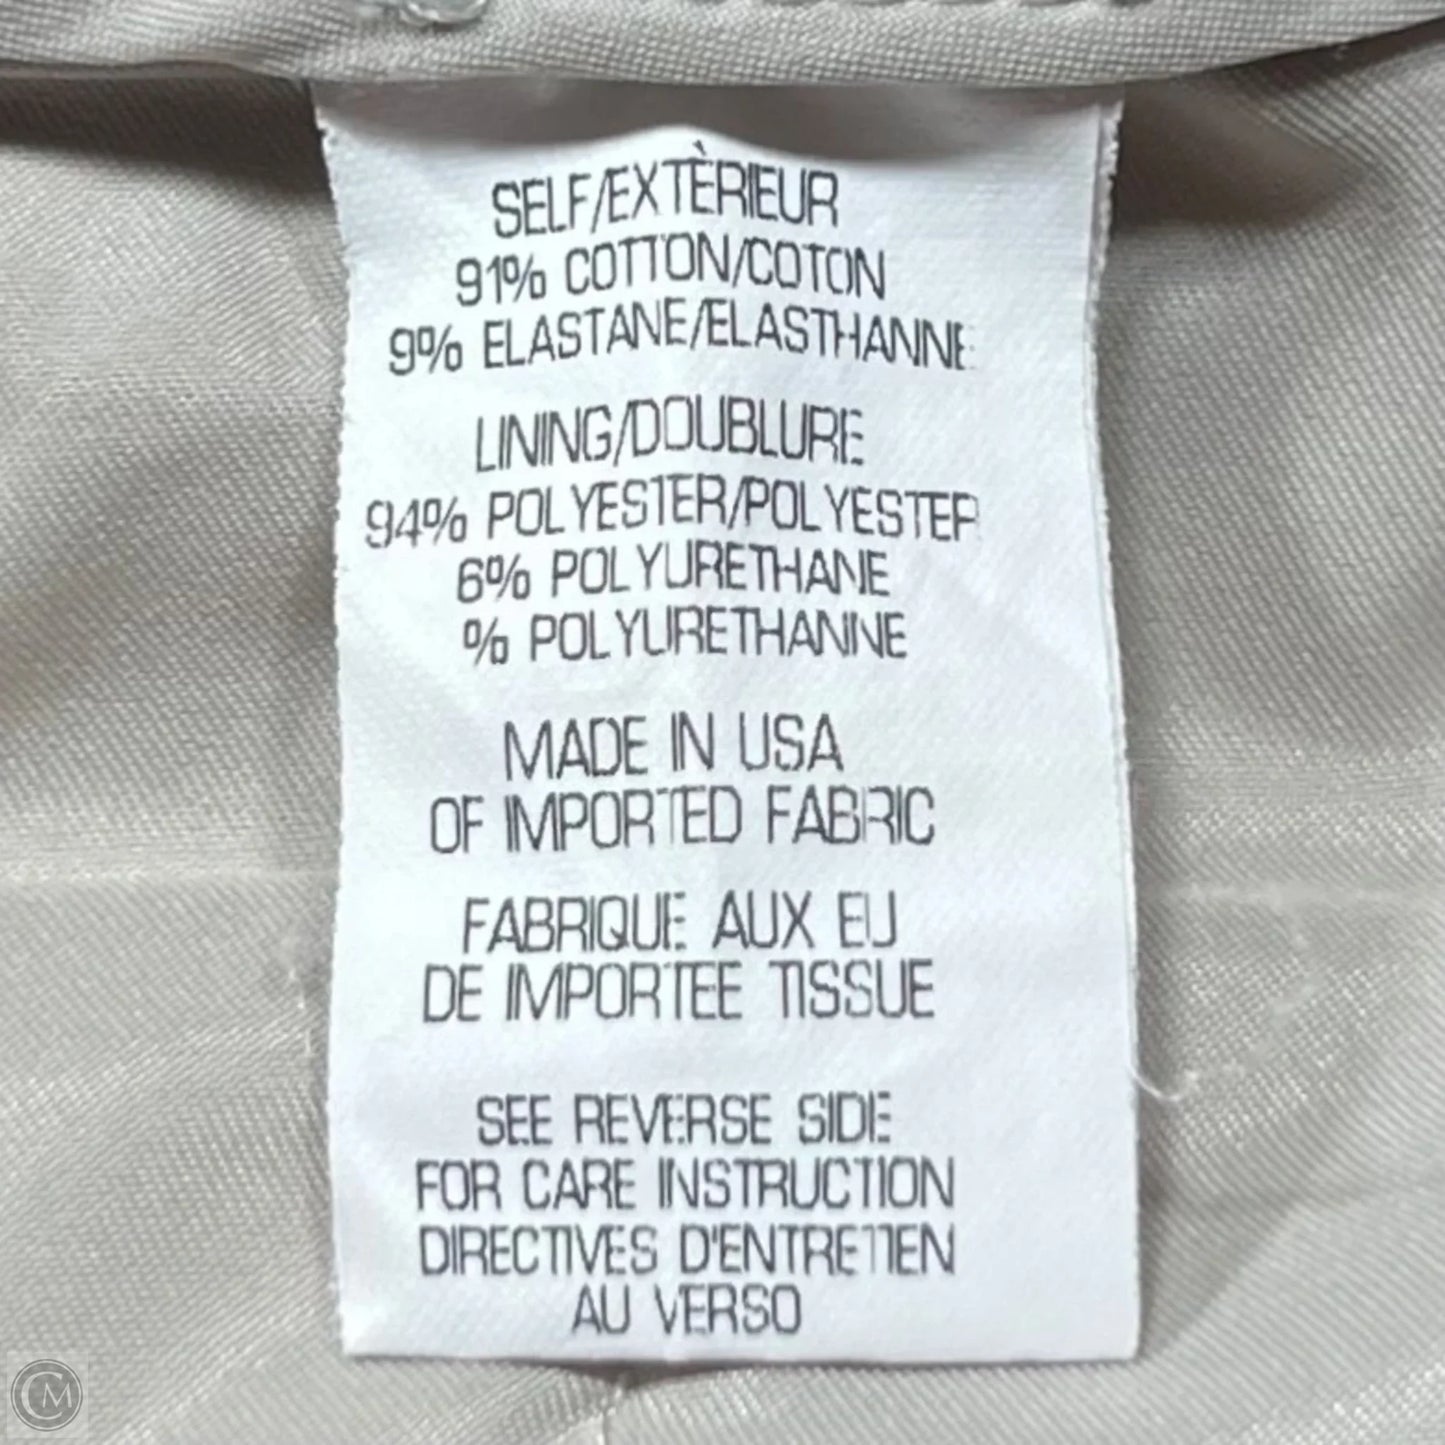 SELF/EXTÈRIEUR
91% COTTON/COTON
9% ELASTANE/ELASTHANNE
LINING/DOUBLURE
94% POLYESTER/POLYESTER
6% POLYURETHANE
% POLYURETHANNE
MADE IN USA
OF IMPORTED FABRIC
FABRIQUE AUX EU
DE IMPORTEE TISSUE
SEE REVERSE SIDE
FOR CARE INSTRUCTION
DIRECTIVES D'ENTRETIEN
AU VERSO
CM